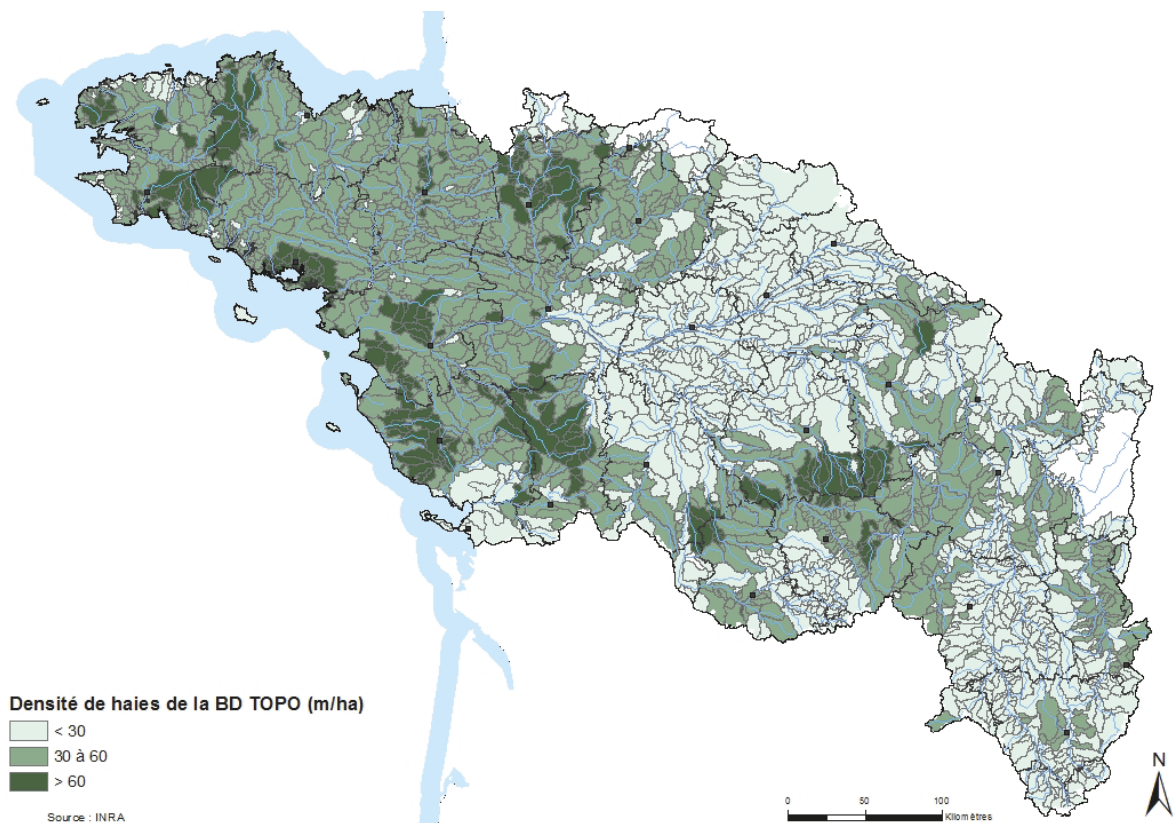 Densité de haies de la BD TOPO (m/ha)
< 30
30 à 60
> 60
Source : INRA
N
0 50 100
Kilomètres